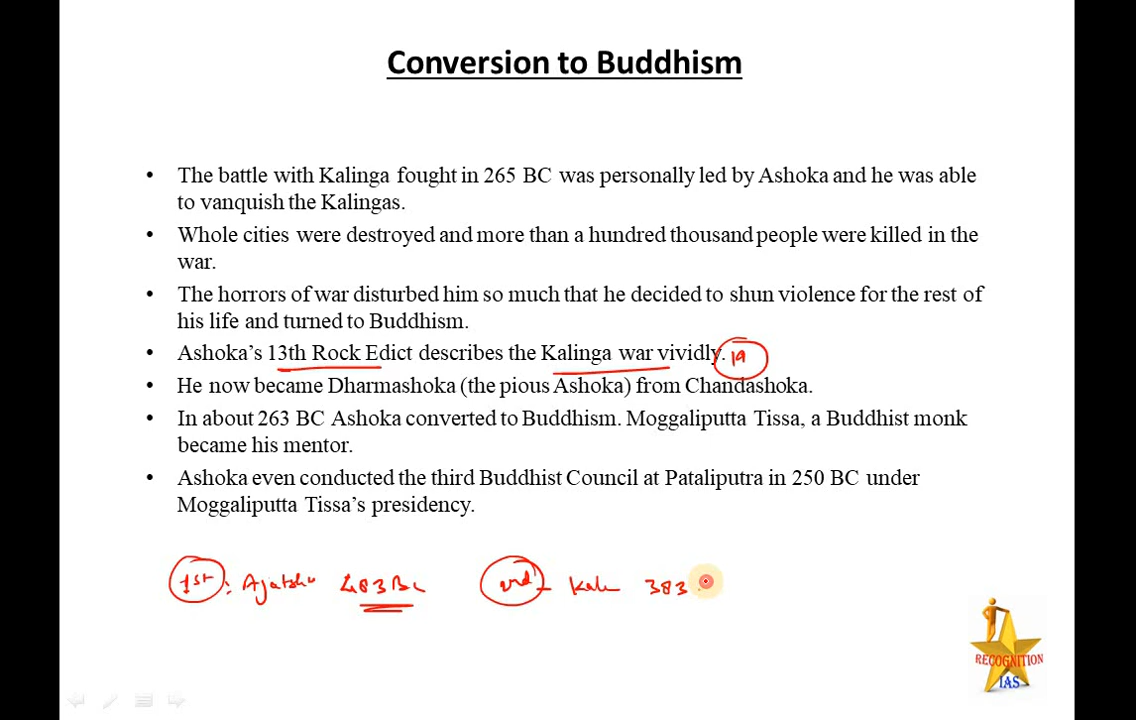 Conversion to Buddhism
• The battle with Kalinga fought in 265 BC was personally led by Ashoka and he was able
to vanquish the Kalingas.
• Whole cities were destroyed and more than a hundred thousand people were killed in the
war.
• The horrors of war disturbed him so much that he decided to shun violence for the rest of
his life and turned to Buddhism.
• Ashoka's 13th Rock Edict describes the Kalinga war vividly. 19
• He now became Dharmashoka (the pious Ashoka) from Chandashoka.
• In about 263 BC Ashoka converted to Buddhism. Moggaliputta Tissa, a Buddhist monk
became his mentor.
• Ashoka even conducted the third Buddhist Council at Pataliputra in 250 BC under
Moggaliputta Tissa's presidency.
1st: 483 BC 383
RECOGNITION
IAS